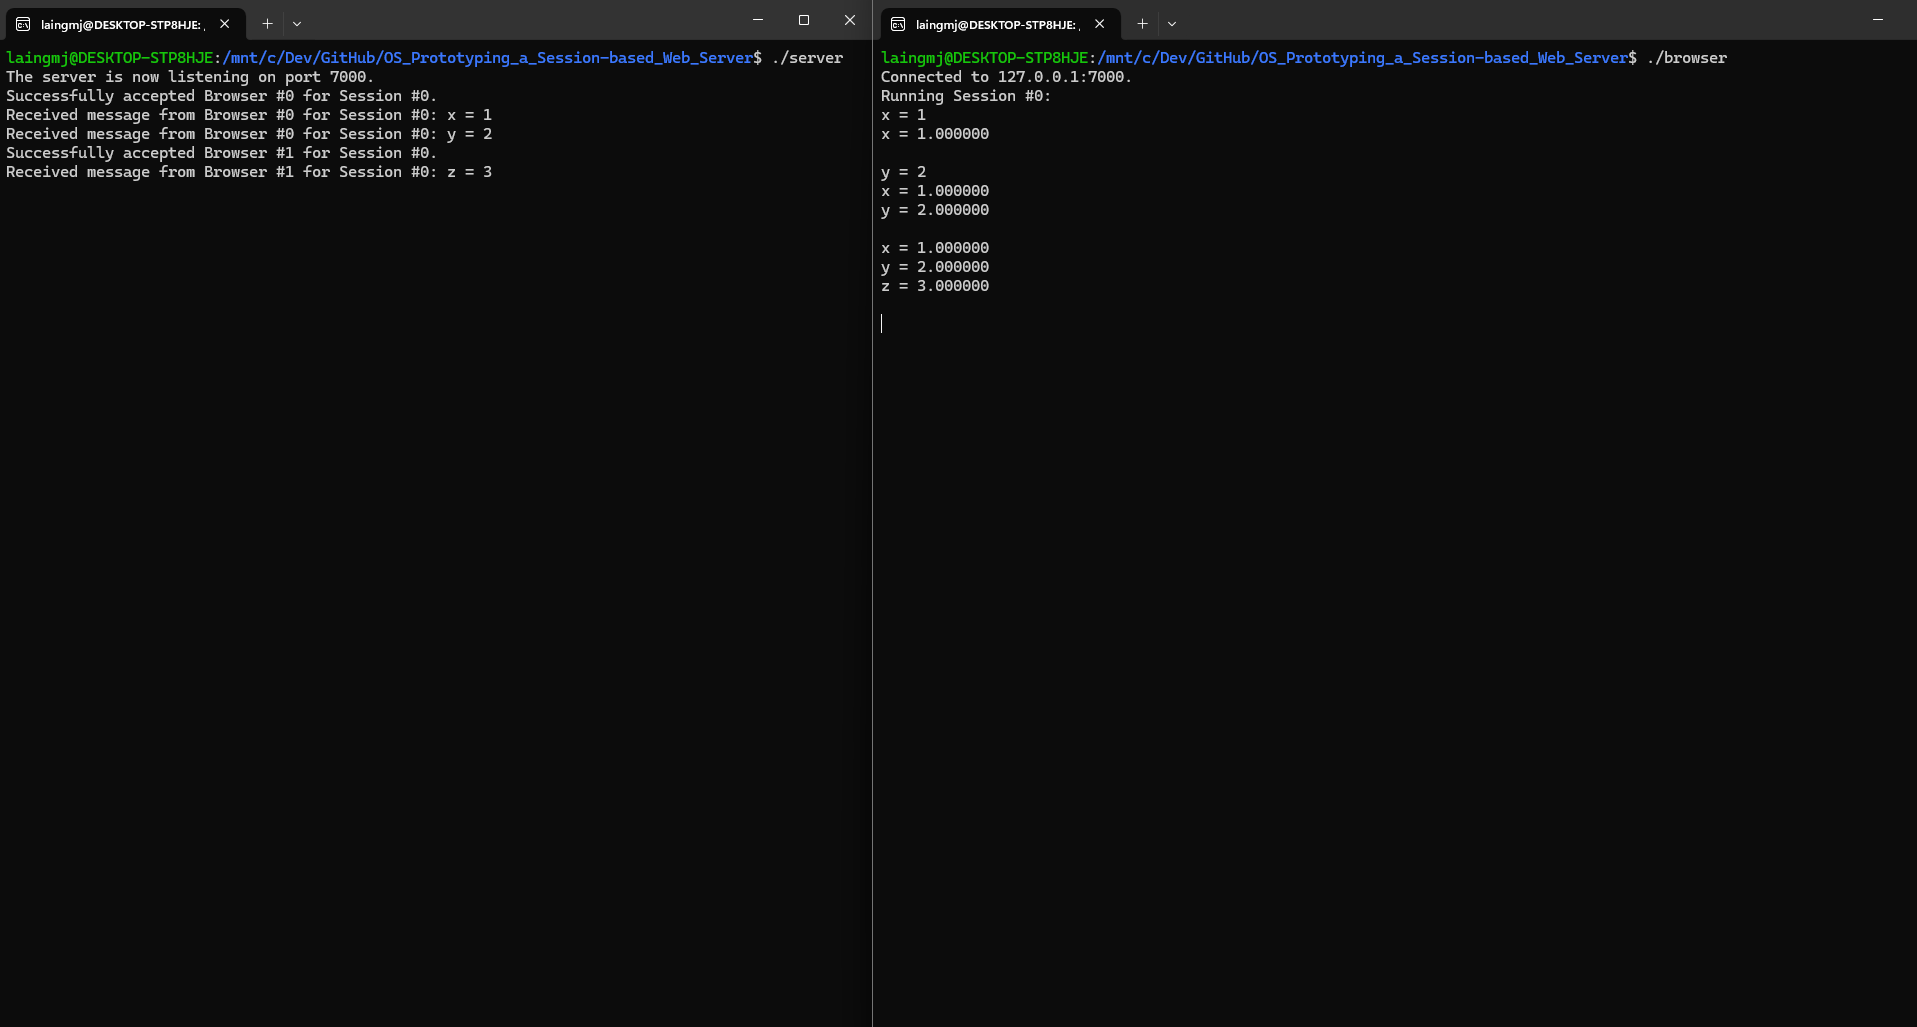 laingmj@DESKTOP-STP8HJE: 
laingmj@DESKTOP-STP8HJE:/mnt/c/Dev/GitHub/OS_Prototyping_a_Session-based_Web_Server$ ./server
The server is now listening on port 7000.
Successfully accepted Browser #0 for Session #0.
Received message from Browser #0 for Session #0: x = 1
Received message from Browser #0 for Session #0: y = 2
Successfully accepted Browser #1 for Session #0.
Received message from Browser #1 for Session #0: z = 3
laingmj@DESKTOP-STP8HJE: 
laingmj@DESKTOP-STP8HJE:/mnt/c/Dev/GitHub/OS_Prototyping_a_Session-based_Web_Server$ ./browser
Connected to 127.0.0.1:7000.
Running Session #0:
x = 1
x = 1.000000
y = 2
x = 1.000000
y = 2.000000
x = 1.000000
y = 2.000000
z = 3.000000